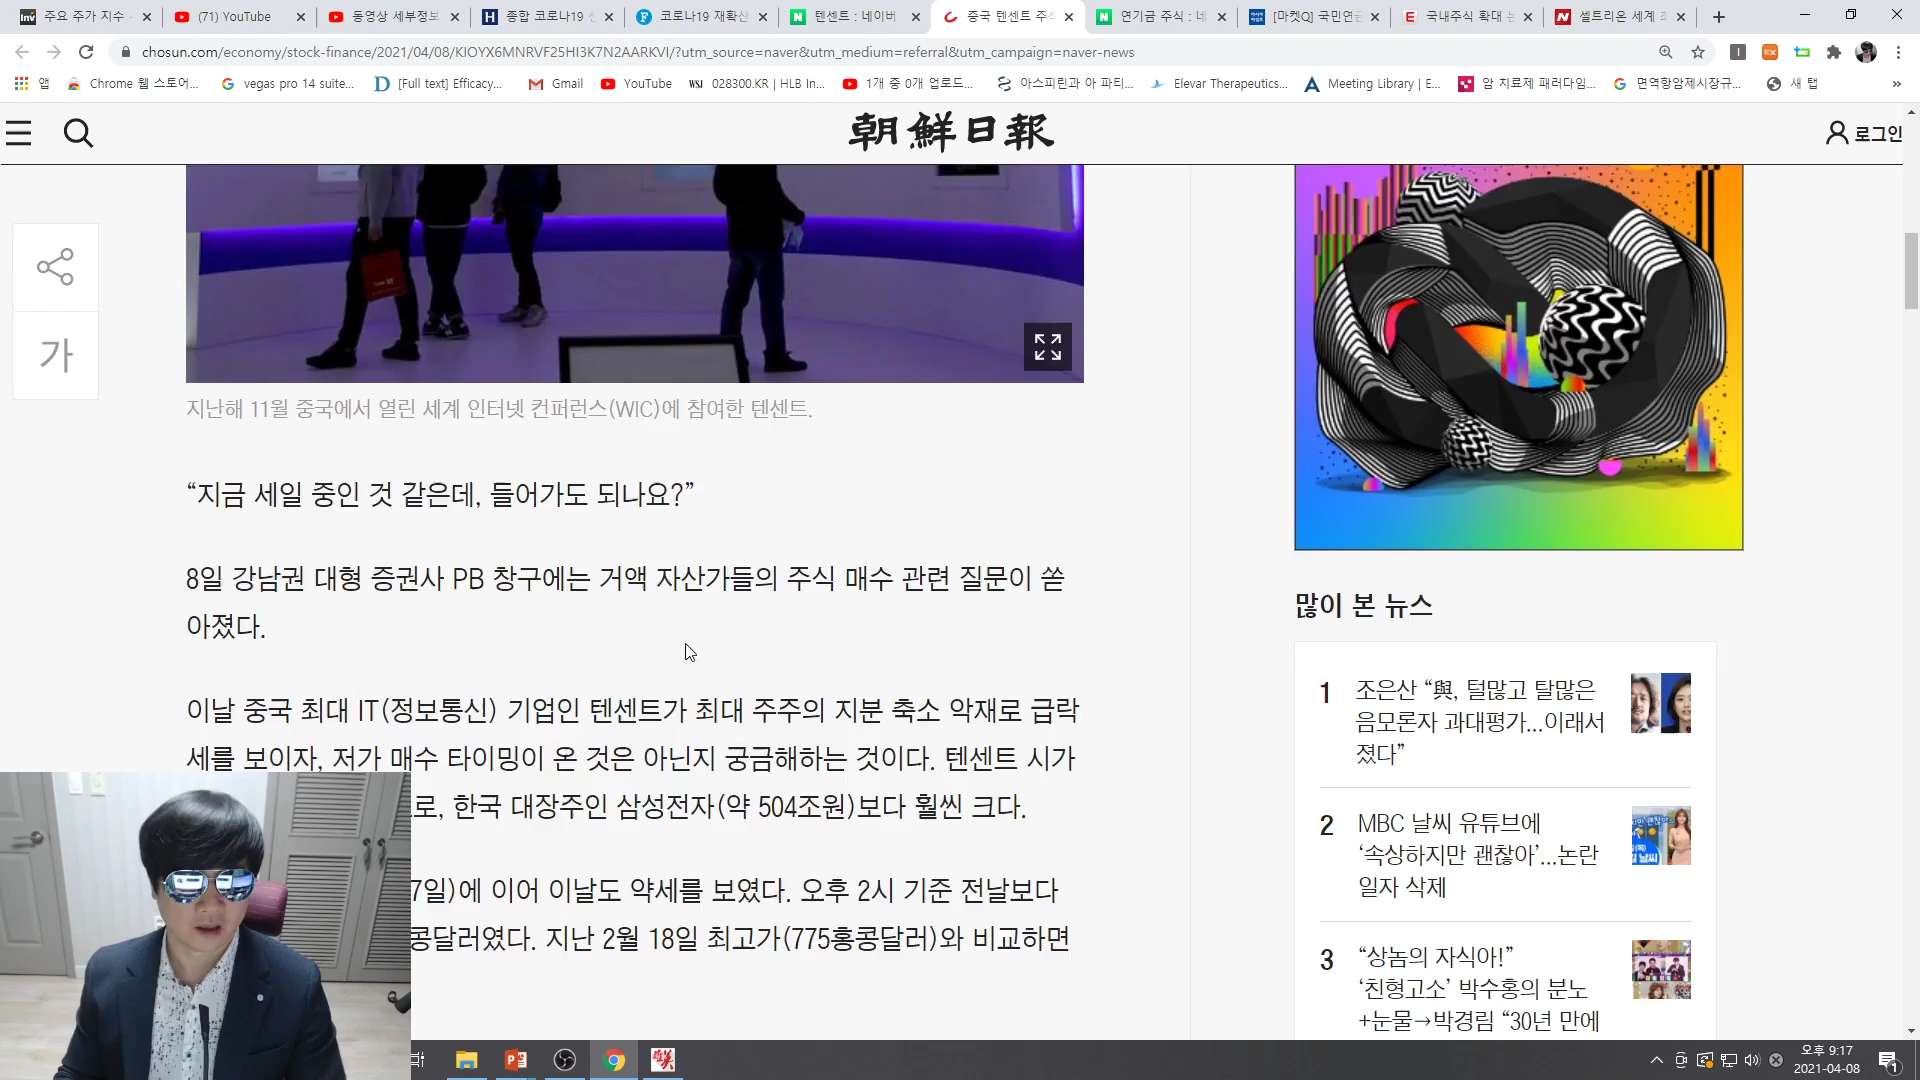 주요 주가 지수
(71) YouTube
동영상 세부정보
종합 코로나19
코로나19 재확산
텐센트 : 네이버
중국 텐센트 주식
연기금 주식 : 네
[마켓Q] 국민연금
국내주식 확대 논
셀트리온 세계
chosun.com/economy/stock-finance/2021/04/08/KIOYX6MNRVF25HI3K7N2AARKVI/?utm_source=naver&utm_medium=referral&utm_campaign=naver-news
앱
Chrome 웹 스토어...
vegas pro 14 suite...
[Full text] Efficacy...
Gmail
YouTube
WSJ 028300.KR | HLB In...
1개 중 0개 업로드...
아스피린과 아 파티...
Elevar Therapeutics...
Meeting Library | E...
암 치료제 패러다임...
면역항암제시장규...
새 탭
朝鮮日報
로그인
가
지난해 11월 중국에서 열린 세계 인터넷 컨퍼런스(WIC)에 참여한 텐센트.
“지금 세일 중인 것 같은데, 들어가도 되나요?”
8일 강남권 대형 증권사 PB 창구에는 거액 자산가들의 주식 매수 관련 질문이 쏟
아졌다.
이날 중국 최대 IT(정보통신) 기업인 텐센트가 최대 주주의 지분 축소 악재로 급락
세를 보이자, 저가 매수 타이밍이 온 것은 아닌지 궁금해하는 것이다. 텐센트 시가
로, 한국 대장주인 삼성전자(약 504조원)보다 훨씬 크다.
7일)에 이어 이날도 약세를 보였다. 오후 2시 기준 전날보다
콩달러였다. 지난 2월 18일 최고가(775홍콩달러)와 비교하면
많이 본 뉴스
1 조은산 “與, 털많고 탈많은
음모론자 과대평가...이래서
졌다”
2 MBC 날씨 유튜브에
‘속상하지만 괜찮아’...논란
일자 삭제
3 “상놈의 자식아!”
‘친형고소’ 박수홍의 분노
+눈물→박경림 “30년 만에
오후 9:17
2021-04-08